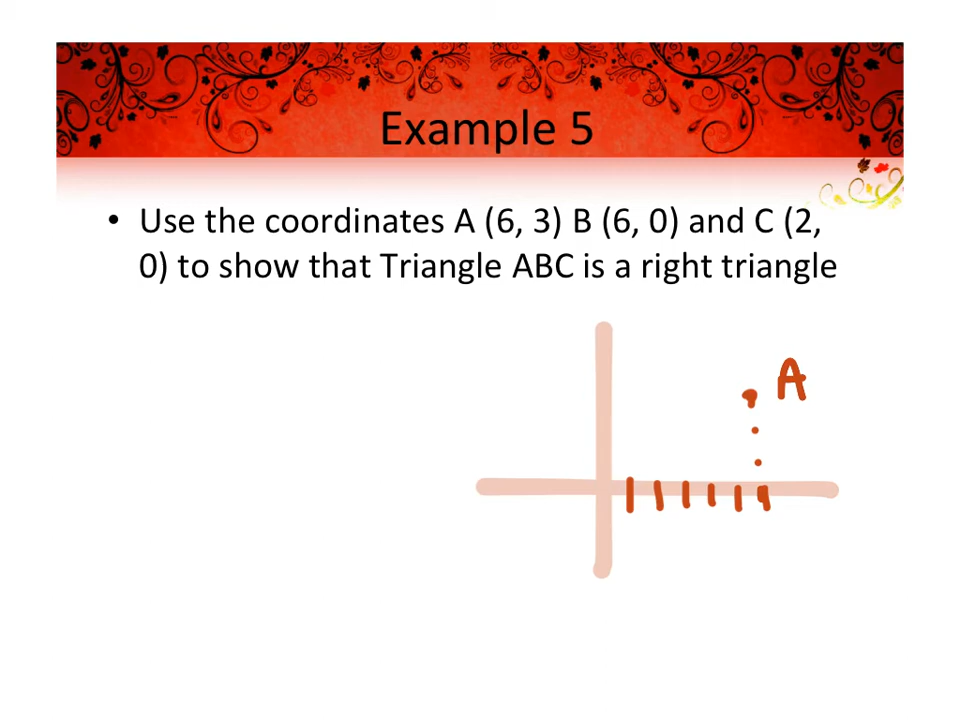 Example 5
• Use the coordinates A (6, 3) B (6, 0) and C (2,
0) to show that Triangle ABC is a right triangle
A